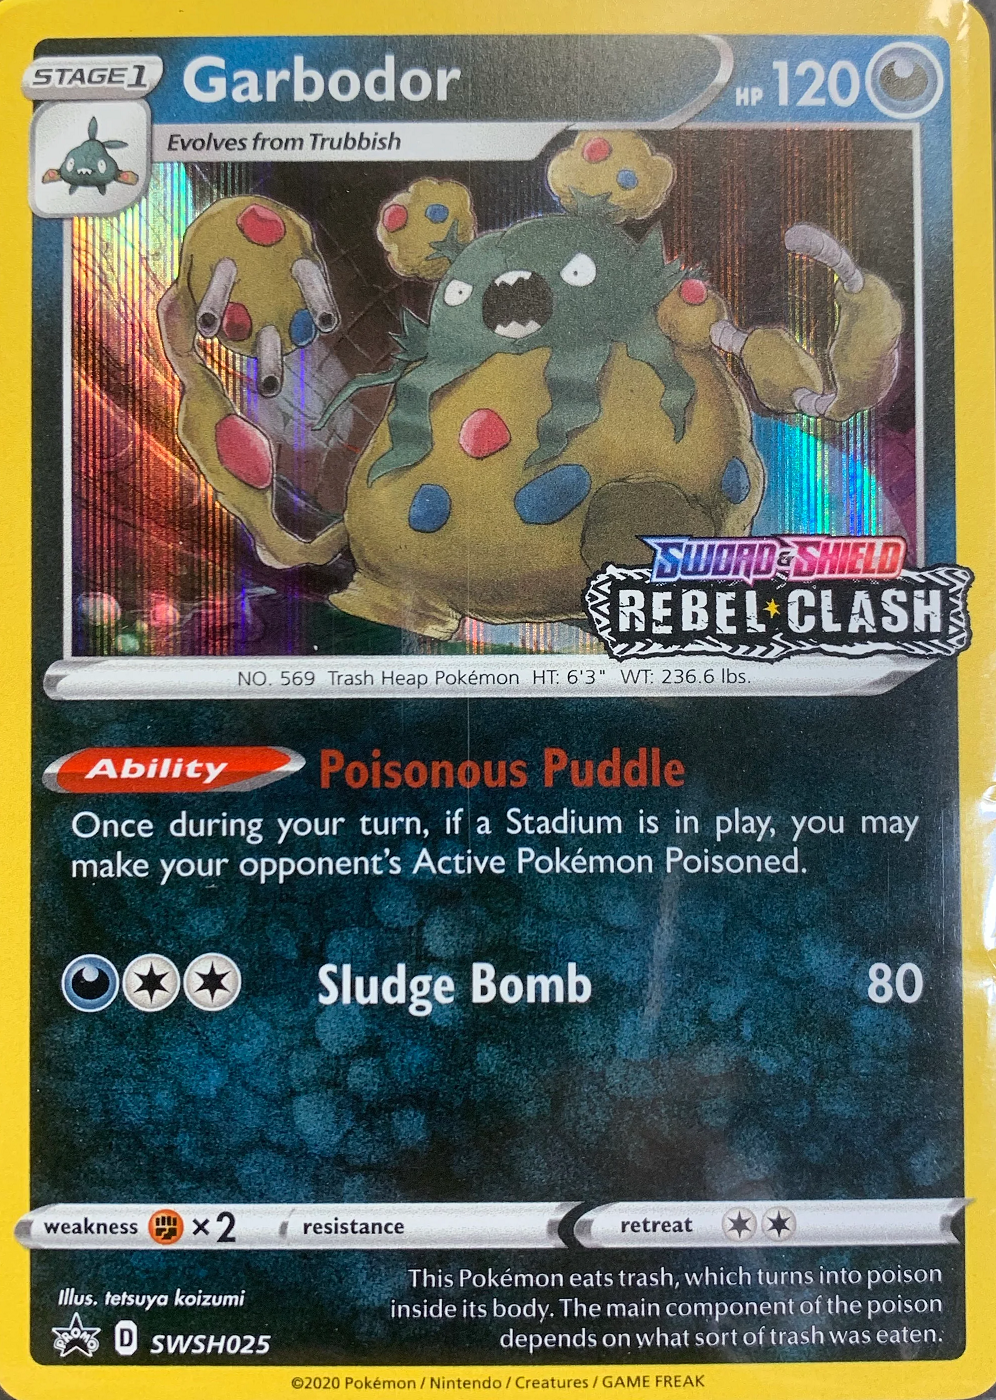 STAGE 1
Garbodor
HP 120
Evolves from Trubbish
SWORD & SHIELD
REBEL CLASH
NO. 569 Trash Heap Pokémon HT: 6'3" WT: 236.6 lbs.
Ability Poisonous Puddle
Once during your turn, if a Stadium is in play, you may
make your opponent's Active Pokémon Poisoned.
Sludge Bomb 80
weakness ×2 resistance retreat
Illus. tetsuya koizumi
This Pokémon eats trash, which turns into poison
inside its body. The main component of the poison
depends on what sort of trash was eaten.
PROMO D SWSH025
©2020 Pokémon / Nintendo / Creatures / GAME FREAK